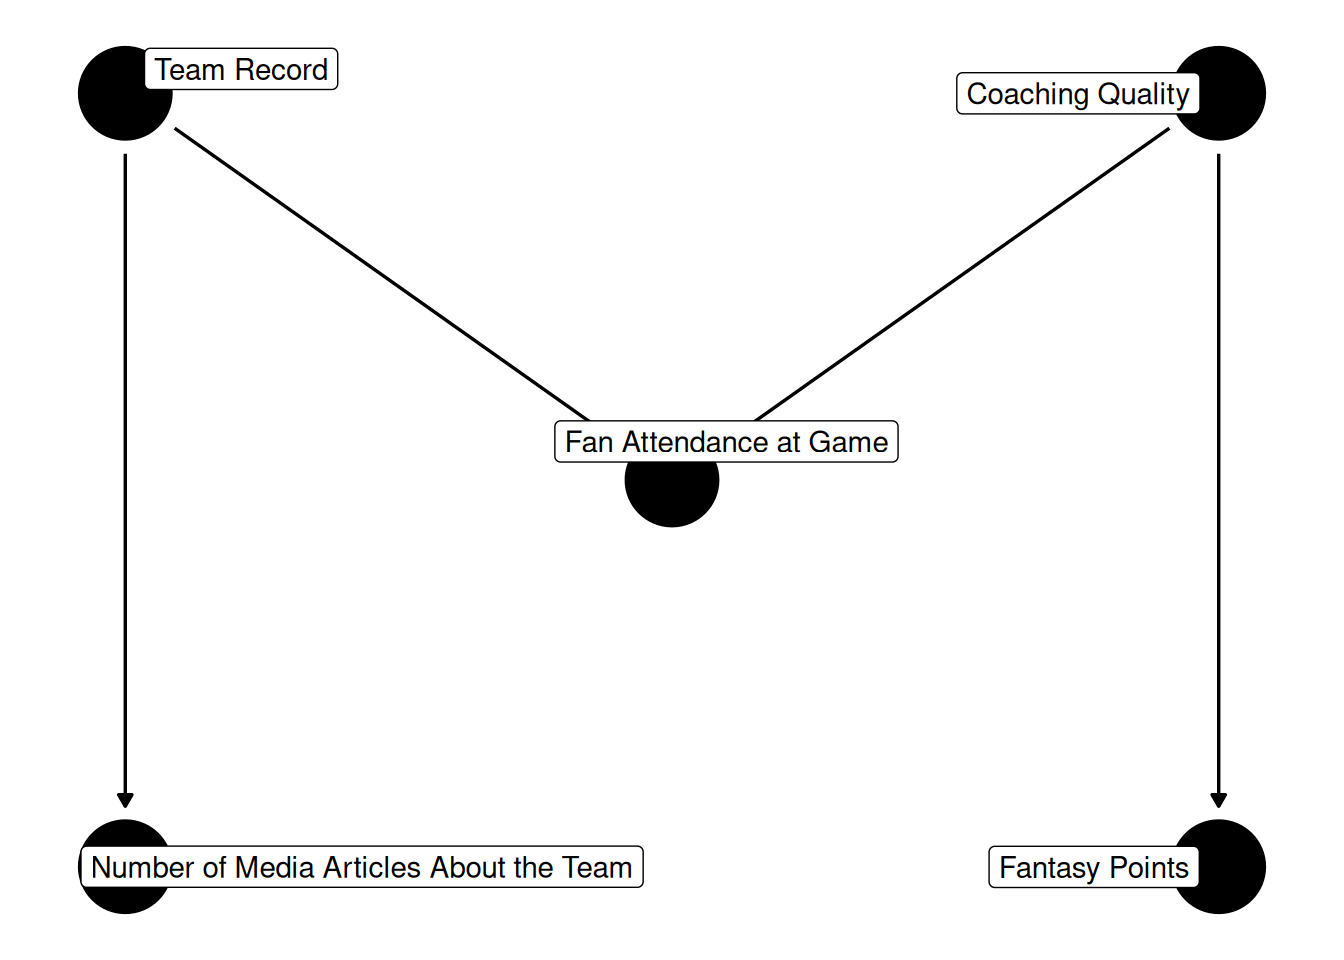 Team Record
Coaching Quality
Fan Attendance at Game
Number of Media Articles About the Team
Fantasy Points